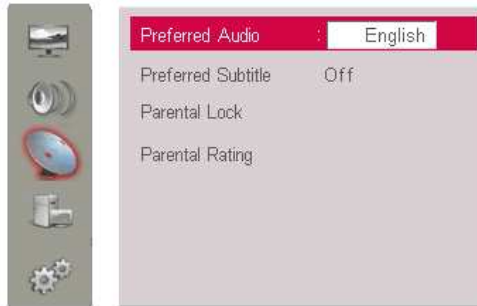 Preferred Audio : English
Preferred Subtitle Off
Parental Lock
Parental Rating